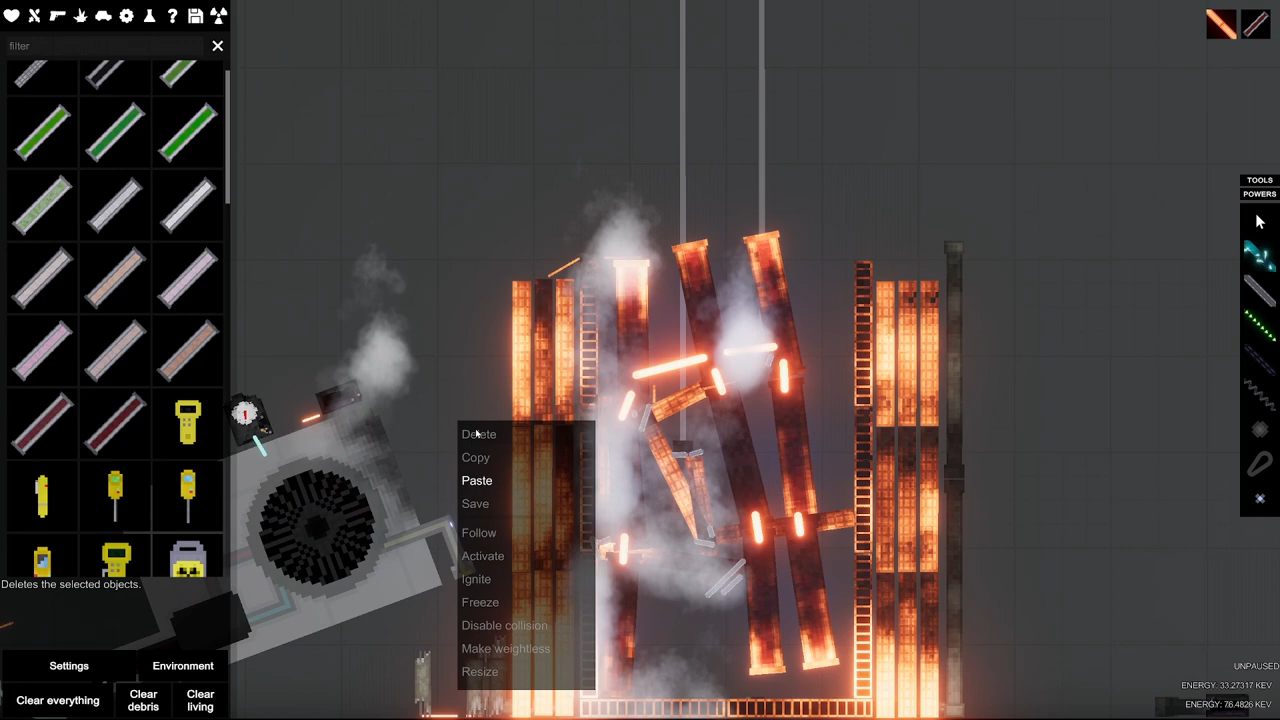 filter
TOOLS
POWERS
Delete
Copy
Paste
Save
Follow
Activate
Ignite
Freeze
Disable collision
Make weightless
Resize
Deletes the selected objects.
Settings
Environment
Clear everything
Clear debris
Clear living
UNPAUSED
ENERGY: 33.27317 KEV
ENERGY: 76.4826 KEV